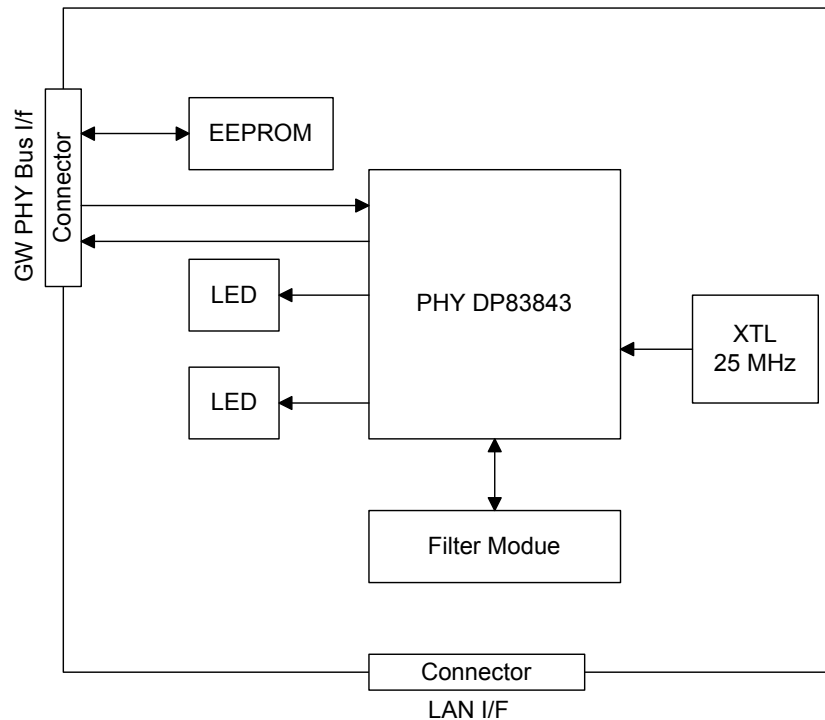 GW PHY Bus I/f
Connector
EEPROM
LED
PHY DP83843
XTL
25 MHz
LED
Filter Modue
Connector
LAN I/F